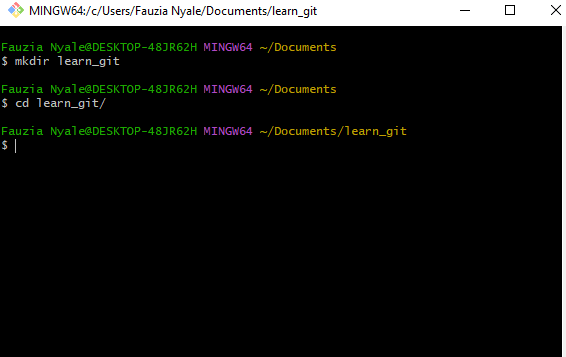 MINGW64:/c/Users/Fauzia Nyale/Documents/learn_git
Fauzia Nyale@DESKTOP-48JR62H MINGW64 ~/Documents
$ mkdir learn_git
Fauzia Nyale@DESKTOP-48JR62H MINGW64 ~/Documents
$ cd learn_git/
Fauzia Nyale@DESKTOP-48JR62H MINGW64 ~/Documents/learn_git
$